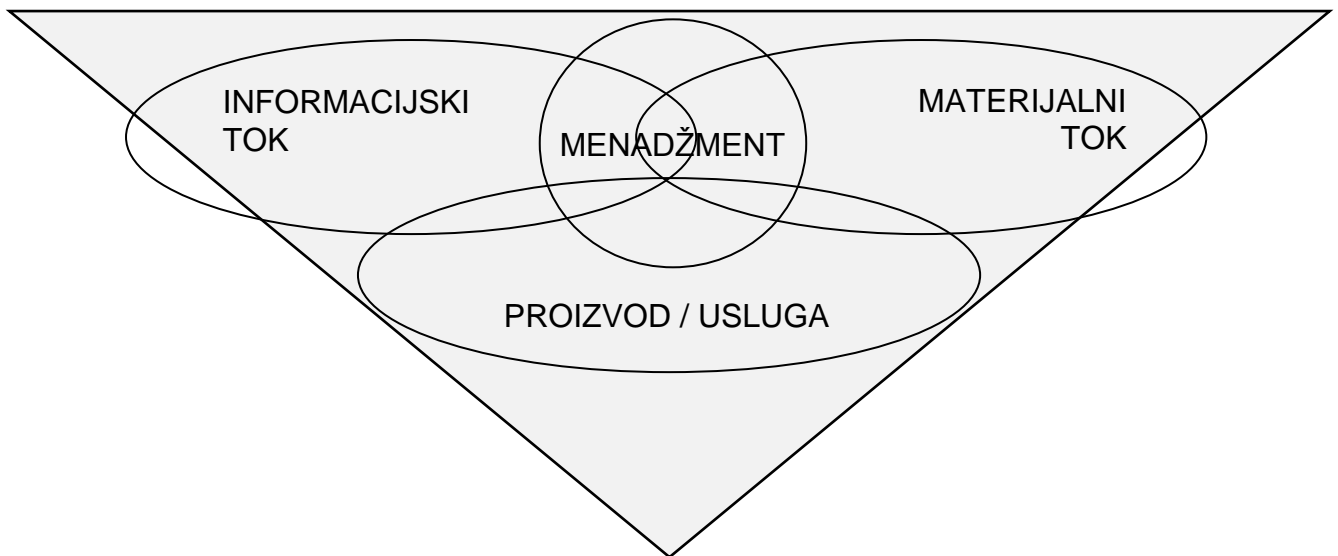 INFORMACIJSKI
TOK
MENADŽMENT
MATERIJALNI
TOK
PROIZVOD / USLUGA